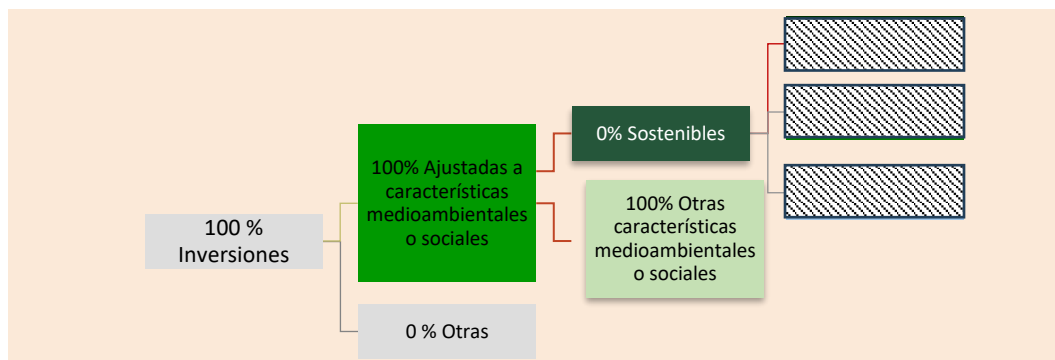 100 %
Inversiones
100% Ajustadas a
características
medioambientales
o sociales
0 % Otras
0% Sostenibles
100% Otras
características
medioambientales
o sociales